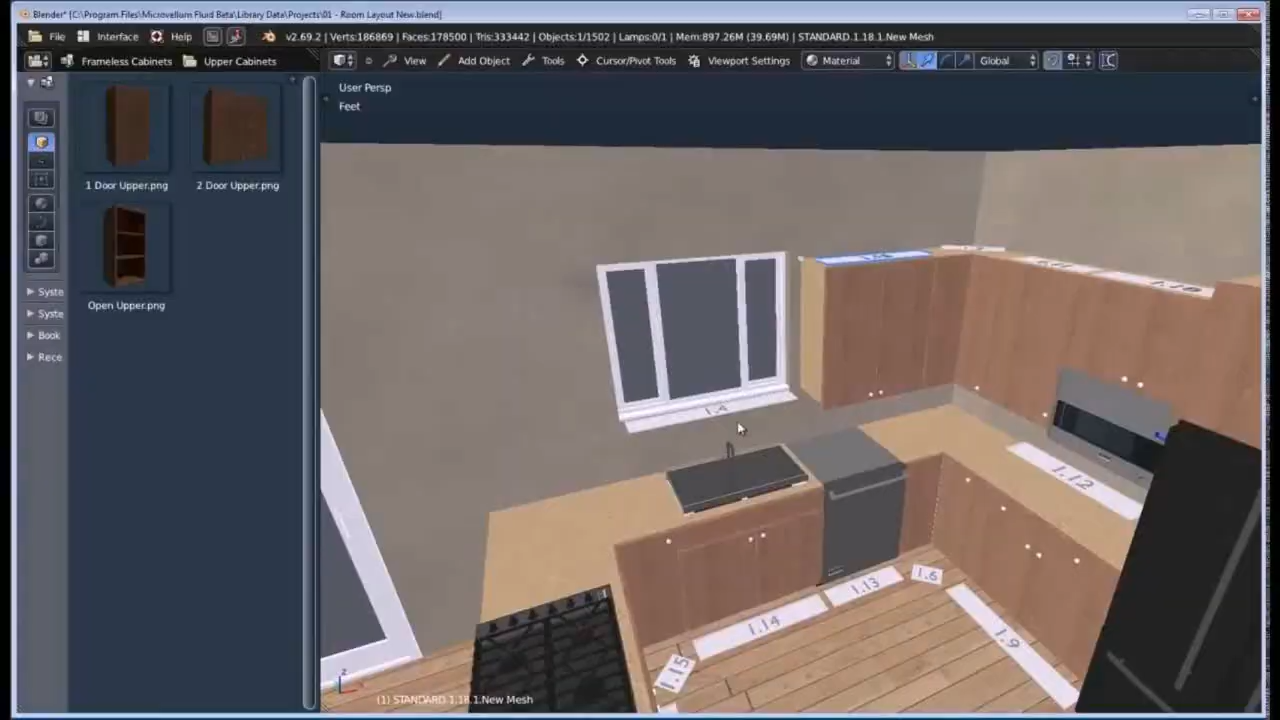 Blender* [C:\Program.Files\Microvellum Fluid Beta\Library Data\Projects\01 - Room Layout New.blend]
File Interface Help v2.69.2 | Verts:186869 | Faces:178500 | Tris:333442 | Objects:1/1502 | Lamps:0/1 | Mem:897.26M (39.69M) | STANDARD.1.18.1.New Mesh
Frameless Cabinets Upper Cabinets View Add Object Tools Cursor/Pivot Tools Viewport Settings Material Global
User Persp
Feet
1 Door Upper.png 2 Door Upper.png
Open Upper.png
Syste
Syste
Book
Rece
1.4
1.12
1.6
1.13
1.14
1.9
1.15
(1) STANDARD.1.18.1.New Mesh